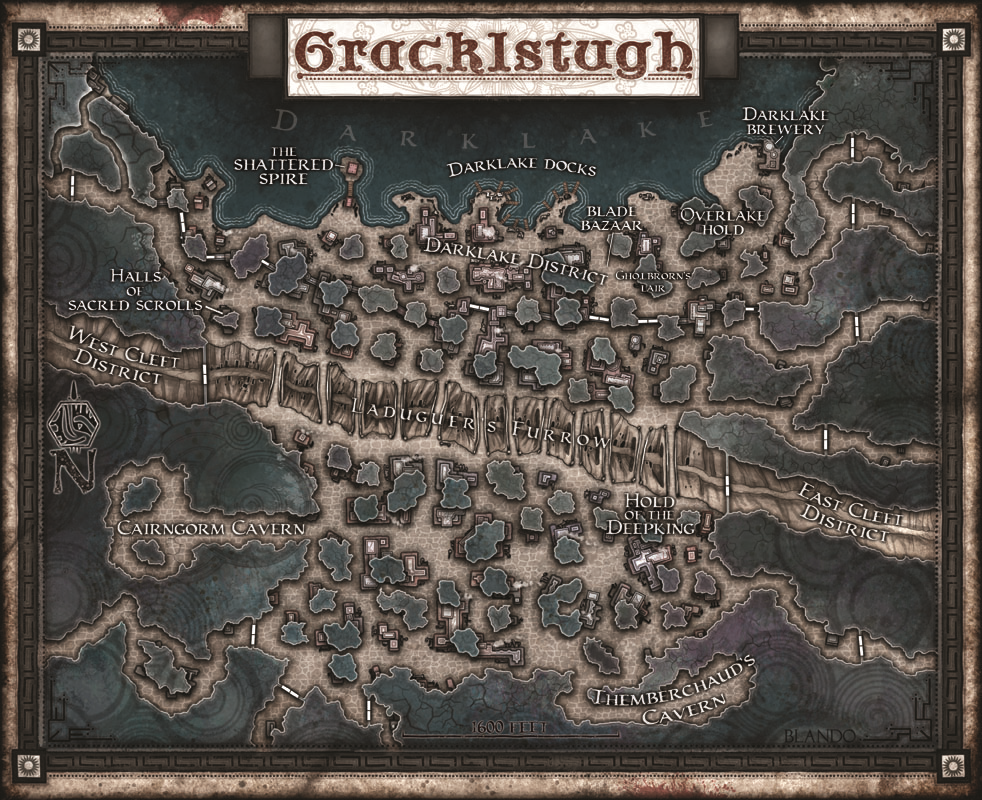 Gracklstugh
DARKLAKE
DARKLAKE
BREWERY
THE
SHATTERED
SPIRE
DARKLAKE DOCKS
BLADE
BAZAAR
OVERLAKE
HOLD
DARKLAKE DISTRICT
GHOLBRORN'S
LAIR
HALLS
OF
SACRED SCROLLS
WEST CLEFT
DISTRICT
LADUGUER'S FURROW
N
HOLD
OF THE
DEEPKING
EAST CLEFT
DISTRICT
CAIRNGORM CAVERN
THEMBERCHAUD'S
CAVERN
1600 FEET
BLANDO